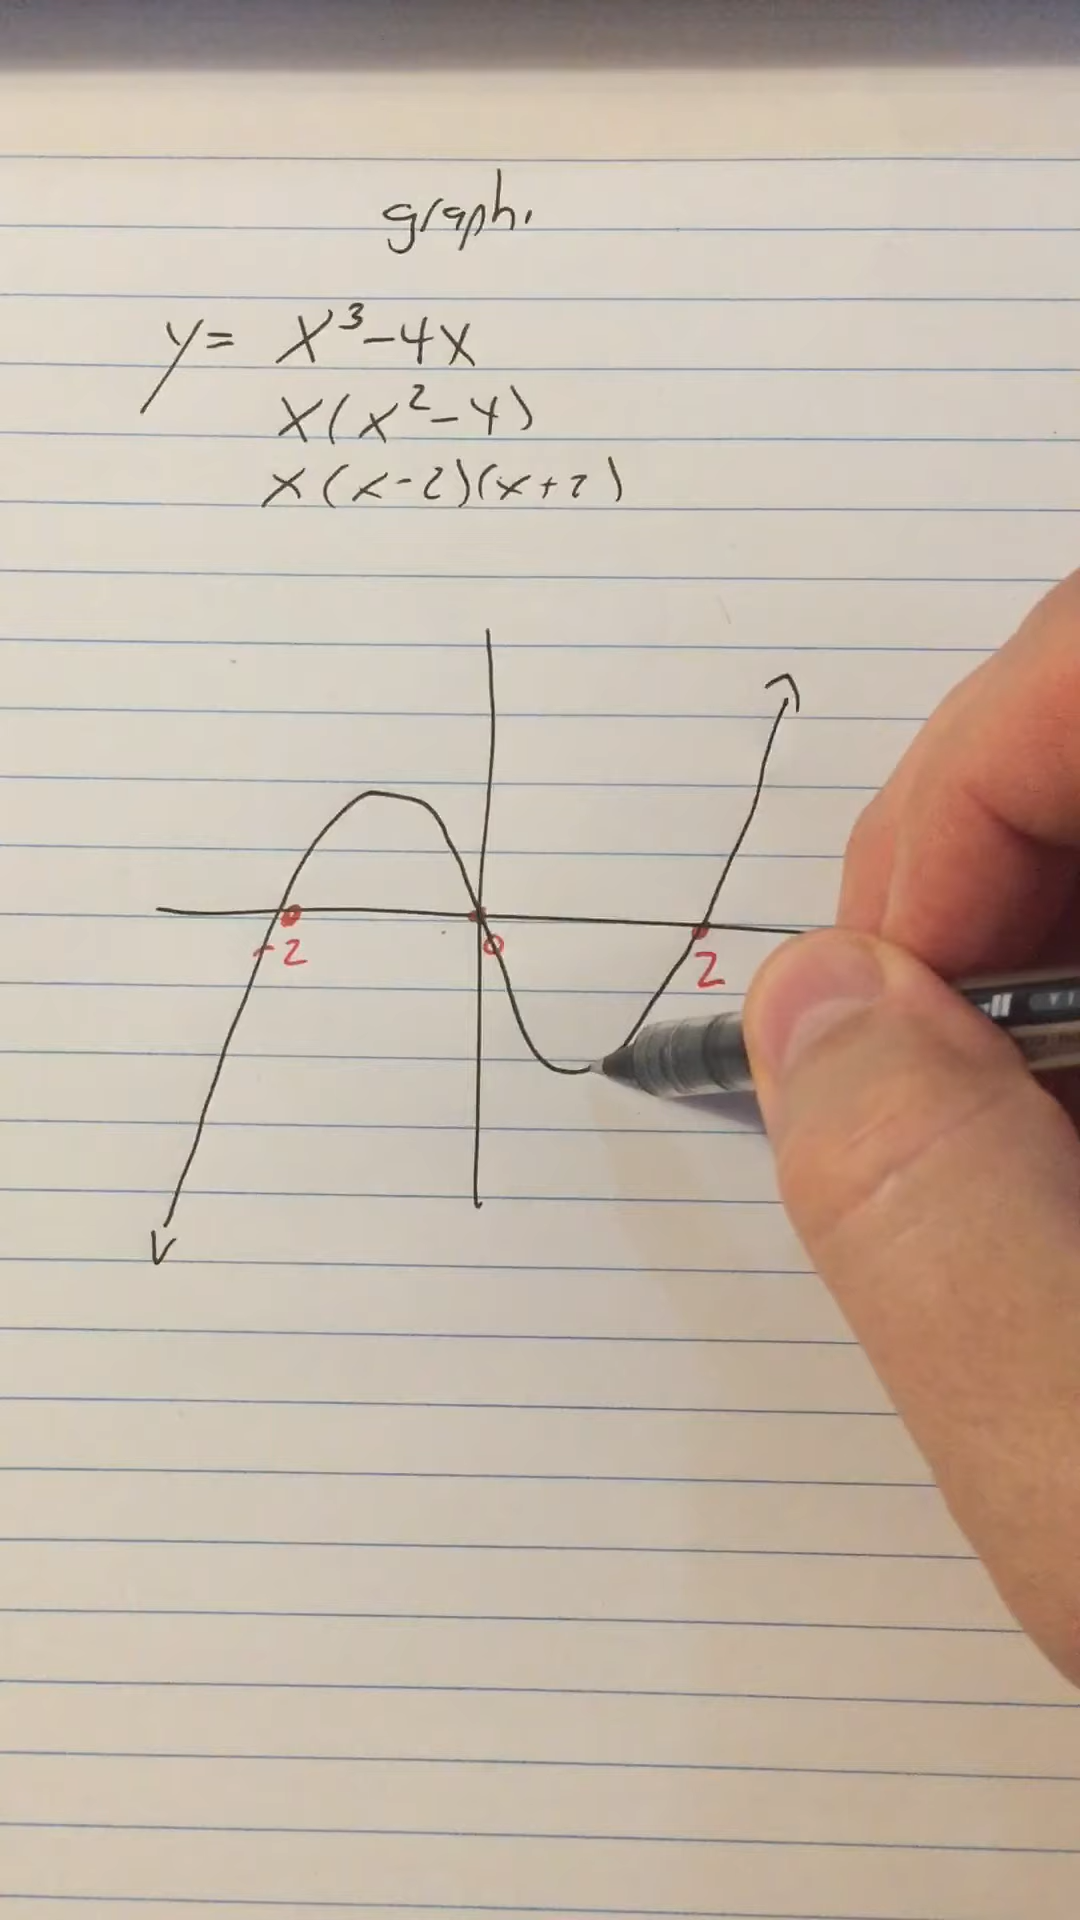 graph.
y= x³-4x
x(x²-4)
x(x-2)(x+2)
-2 0 2